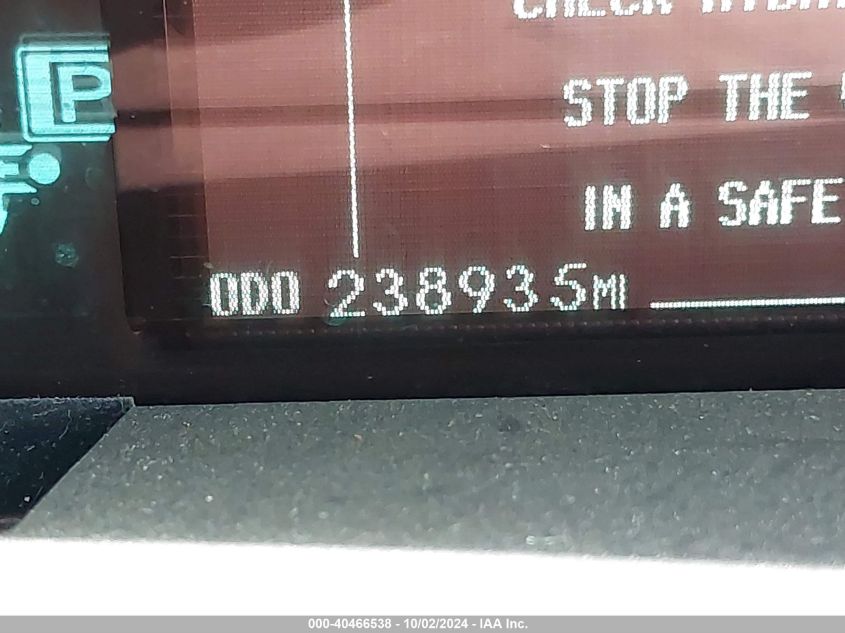 CHECK HYBR
STOP THE
IN A SAFE
P
ODO 238935MI
000-40466538 - 10/02/2024 - IAA Inc.